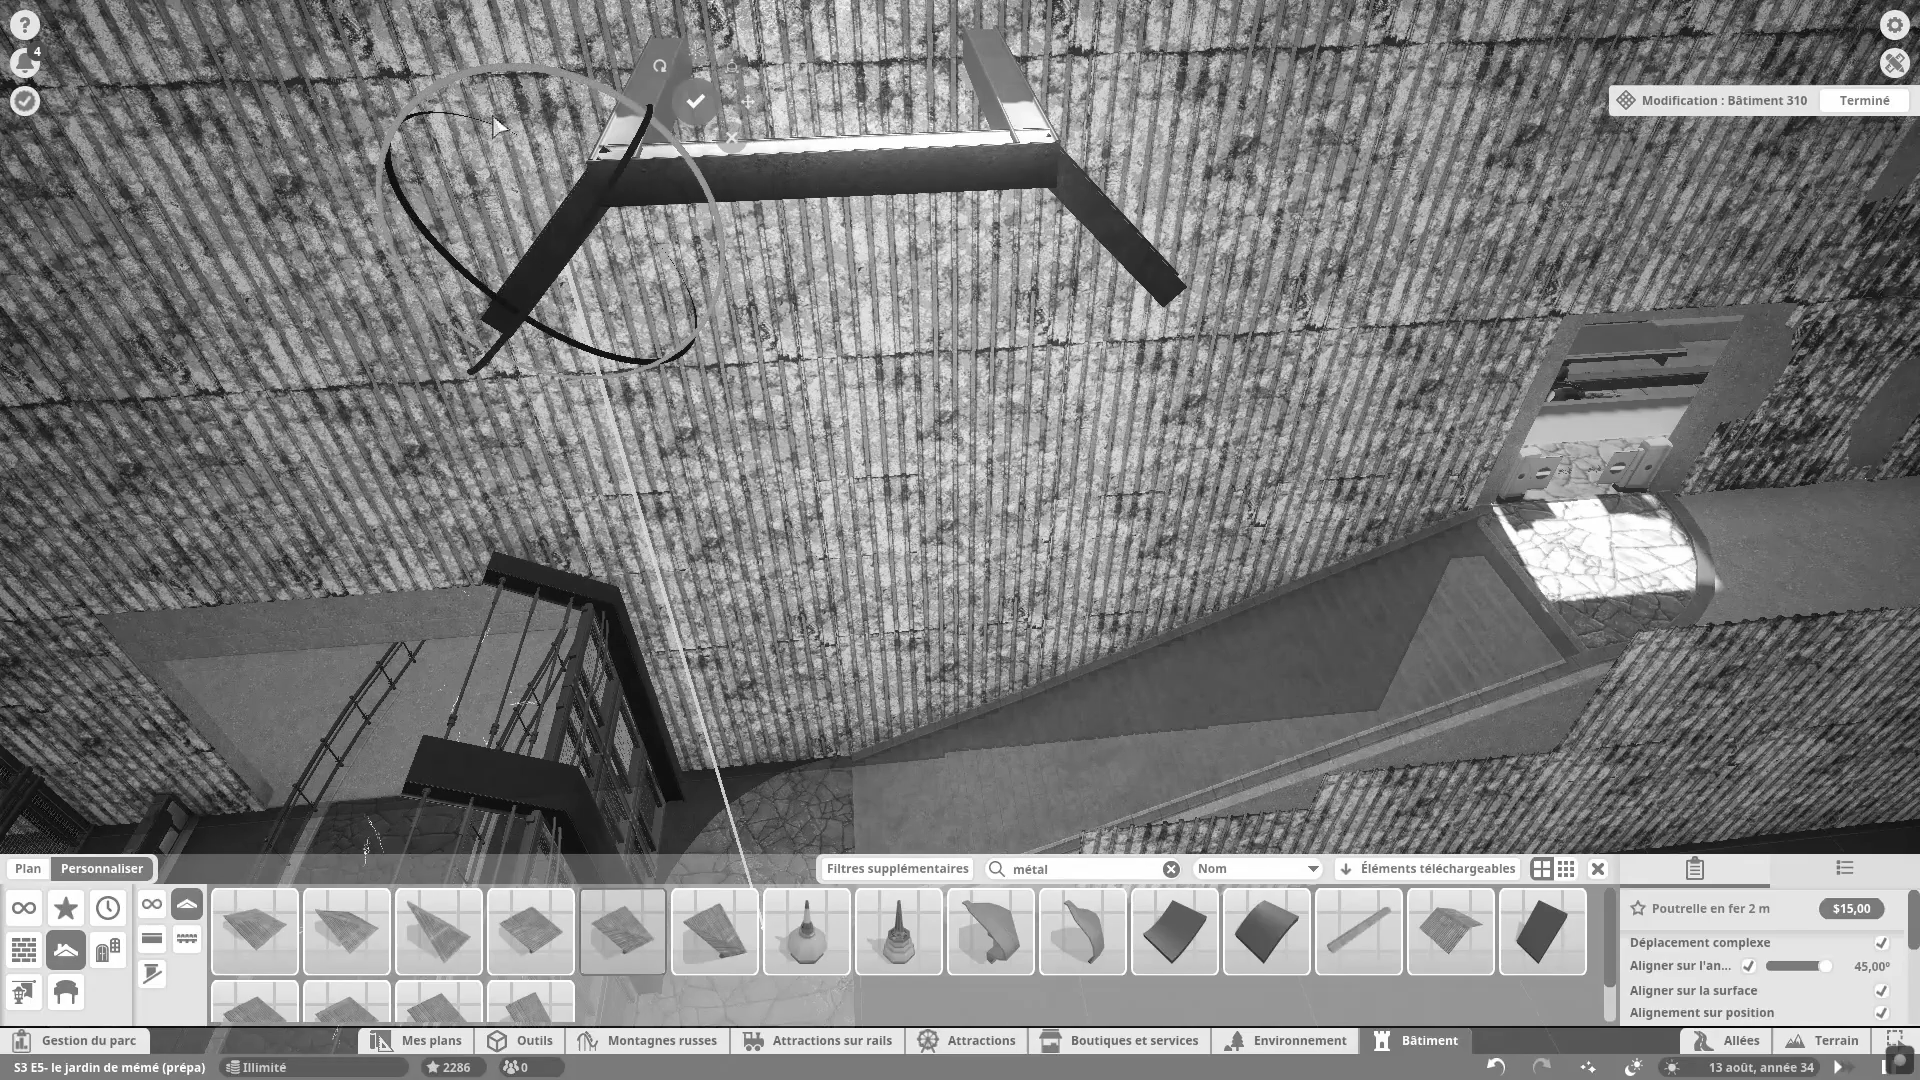 ?
4
Modification : Bâtiment 310
Terminé
Plan
Personnaliser
Filtres supplémentaires
métal
Nom
Éléments téléchargeables
Poutrelle en fer 2 m
$15,00
Déplacement complexe
Aligner sur l'an...
45,00°
Aligner sur la surface
Alignement sur position
Gestion du parc
Mes plans
Outils
Montagnes russes
Attractions sur rails
Attractions
Boutiques et services
Environnement
Bâtiment
Allées
Terrain
S3 E5- le jardin de mémé (prépa)
Illimité
2286
0
13 août, année 34